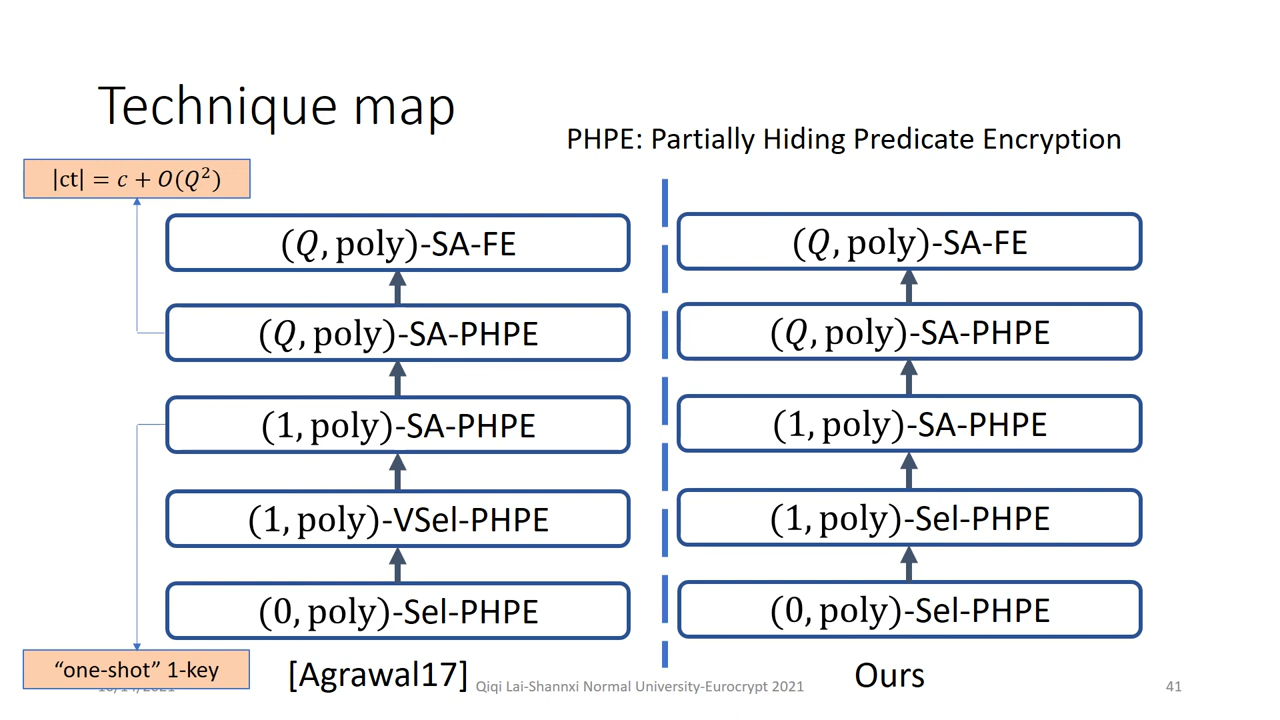 Technique map
PHPE: Partially Hiding Predicate Encryption
|ct| = c + O(Q²)
(Q, poly)-SA-FE
(Q, poly)-SA-PHPE
(1, poly)-SA-PHPE
(1, poly)-VSel-PHPE
(0, poly)-Sel-PHPE
“one-shot” 1-key
[Agrawal17]
(Q, poly)-SA-FE
(Q, poly)-SA-PHPE
(1, poly)-SA-PHPE
(1, poly)-Sel-PHPE
(0, poly)-Sel-PHPE
Ours
Qiqi Lai-Shannxi Normal University-Eurocrypt 2021
41